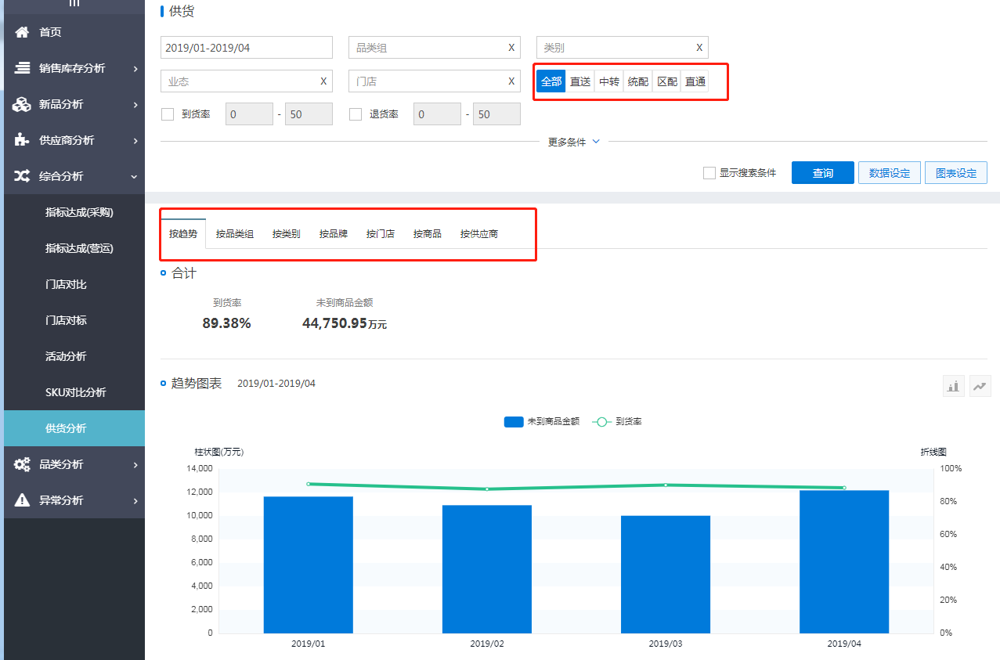 供货
首页
销售库存分析
新品分析
供应商分析
综合分析
指标达成(采购)
指标达成(营运)
门店对比
门店对标
活动分析
SKU对比分析
供货分析
品类分析
异常分析
2019/01-2019/04
品类组 X
类别 X
业态 X
门店 X
全部 直送 中转 统配 区配 直通
到货率 0 - 50
退货率 0 - 50
更多条件
显示搜索条件 查询 数据设定 图表设定
按趋势 按品类组 按类别 按品牌 按门店 按商品 按供应商
合计
到货率 未到商品金额
89.38% 44,750.95万元
趋势图表 2019/01-2019/04
未到商品金额 到货率
柱状图(万元) 折线图
14,000 100%
12,000
80%
10,000
60%
8,000
6,000
40%
4,000
20%
2,000
0 0%
2019/01 2019/02 2019/03 2019/04